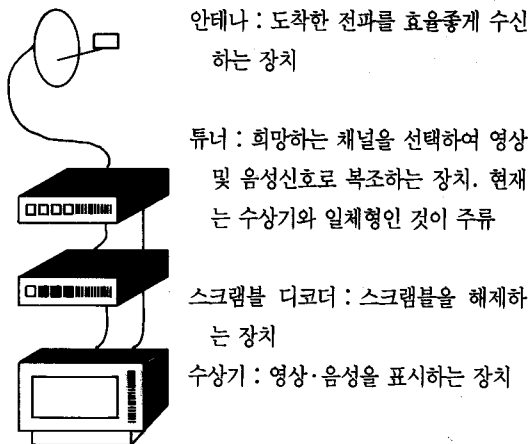 안테나 : 도착한 전파를 효율좋게 수신
하는 장치
튜너 : 희망하는 채널을 선택하여 영상
및 음성신호로 복조하는 장치. 현재
는 수상기와 일체형인 것이 주류
스크램블 디코더 : 스크램블을 해제하
는 장치
수상기 : 영상·음성을 표시하는 장치